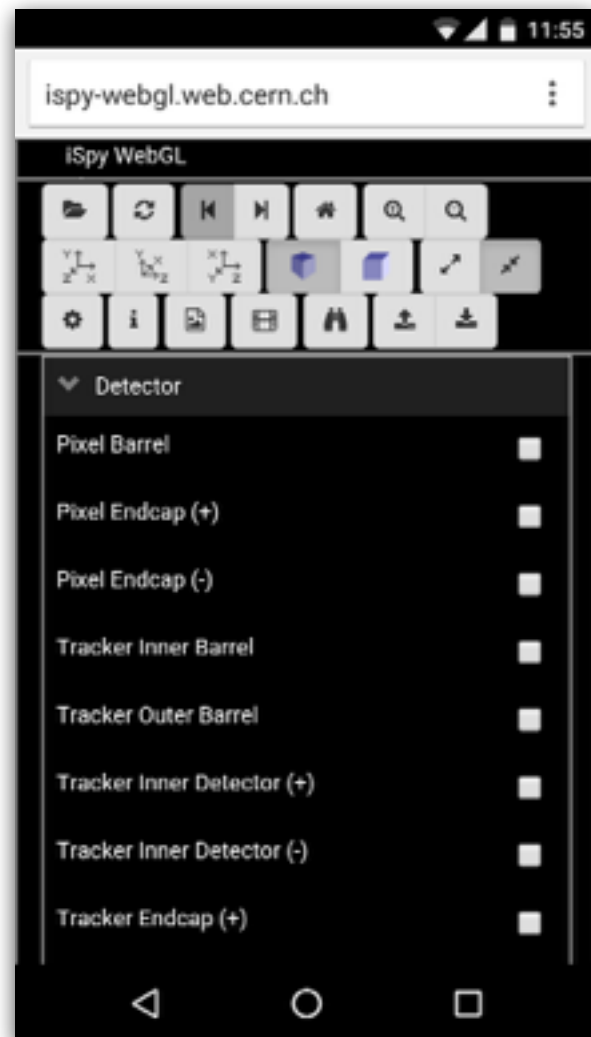 11:55
ispy-webgl.web.cern.ch
iSpy WebGL
Y X Z Y X Z X Y Z
i
Detector
Pixel Barrel
Pixel Endcap (+)
Pixel Endcap (-)
Tracker Inner Barrel
Tracker Outer Barrel
Tracker Inner Detector (+)
Tracker Inner Detector (-)
Tracker Endcap (+)